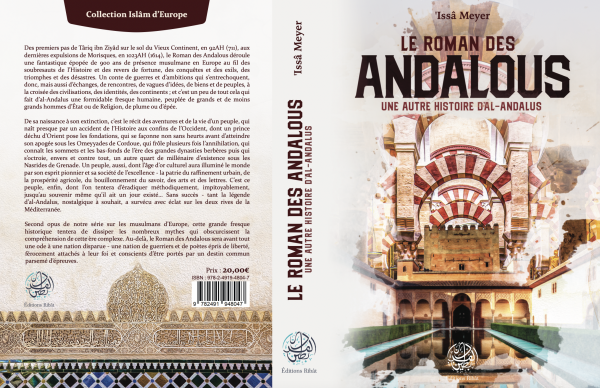 Collection Islâm d'Europe
Des premiers pas de Târiq ibn Ziyâd sur le sol du Vieux Continent, en 92AH (711), aux
dernières expulsions de Morisques, en 1023AH (1614), le Roman des Andalous déroule
une fantastique épopée de 900 ans de présence musulmane en Europe au fil des
soubresauts de l'Histoire et des revers de fortune, des conquêtes et des exils, des
triomphes et des désastres. Un conte de guerres et d'ambitions qui s'entrechoquent,
donc, mais aussi d'échanges, de rencontres, de vagues d'idées, de biens et de peuples, à
la croisée des civilisations, des identités, des continents ; et c'est un peu de tout cela qui
fait d'al-Andalus une formidable fresque humaine, peuplée de grands et de moins
grands hommes d'État ou de Religion, de plume ou d'épée.
De sa naissance à son extinction, c'est le récit des aventures et de la vie d'un peuple, qui
naît presque par un accident de l'Histoire aux confins de l'Occident, dont un prince
déchu d'Orient pose les fondations, qui se façonne non sans heurts avant d'atteindre
son apogée sous les Omeyyades de Cordoue, qui frôle plusieurs fois l'annihilation, qui
connaît les sommets et les bas-fonds de l'ère des grandes dynasties berbères puis qui
s'octroie, envers et contre tout, un autre quart de millénaire d'existence sous les
Nasrides de Grenade. Un peuple, aussi, dont l'âge d'or culturel aura illuminé le monde
par son esprit pionnier et sa société de l'excellence - la patrie du raffinement urbain, de
la prospérité agricole, du bouillonnement du savoir, des arts et des lettres. C'est ce
peuple, enfin, dont l'on tentera d'éradiquer méthodiquement, impitoyablement,
jusqu'au souvenir même qu'il ait un jour existé... Sans succès - tant la légende
d'al-Andalus, nostalgique à souhait, a survécu avec éclat sur les deux rives de la
Méditerranée.
Second opus de notre série sur les musulmans d'Europe, cette grande fresque
historique tentera de dissiper les nombreux mythes qui obscurcissent la
compréhension de cette ère complexe. Au-delà, le Roman des Andalous sera avant tout
une ode à une nation disparue - une nation de guerriers et de poètes épris de liberté,
férocement attachés à leur foi et conscients d'être portés par un destin commun
parsemé d'épreuves.
Éditions Ribât
Prix : 20,00€
ISBN : 978-2-4919-4804-7
9 782491 948047
'Issâ Meyer
LE ROMAN DES ANDALOUS
UNE AUTRE HISTOIRE D'AL-ANDALUS
Éditions Ribât
'Issâ Meyer
LE ROMAN DES
ANDALOUS
UNE AUTRE HISTOIRE D'AL-ANDALUS
Éditions Ribât